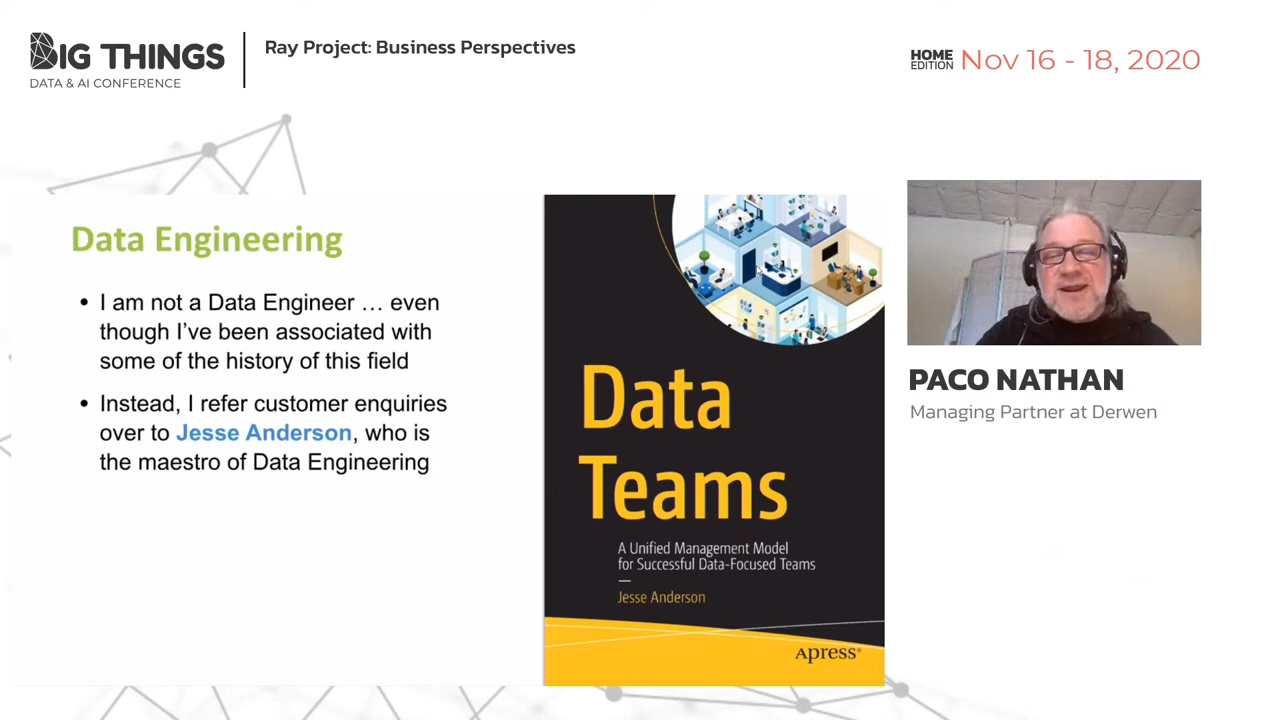 BIG THINGS
DATA & AI CONFERENCE
Ray Project: Business Perspectives
HOME
EDITION
Nov 16 - 18, 2020
Data Engineering
• I am not a Data Engineer … even
though I’ve been associated with
some of the history of this field
• Instead, I refer customer enquiries
over to Jesse Anderson, who is
the maestro of Data Engineering
Data
Teams
A Unified Management Model
for Successful Data-Focused Teams
Jesse Anderson
Apress®
PACO NATHAN
Managing Partner at Derwen